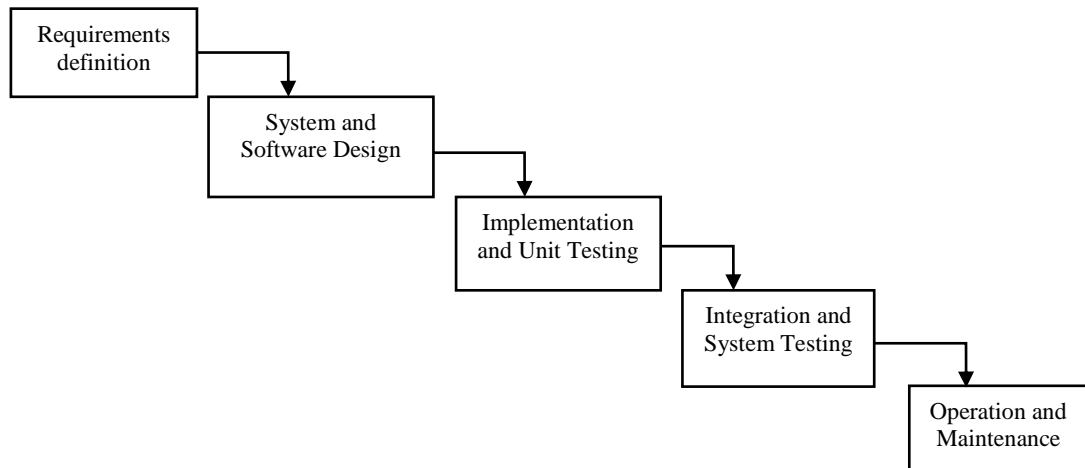 Requirements
definition
System and
Software Design
Implementation
and Unit Testing
Integration and
System Testing
Operation and
Maintenance